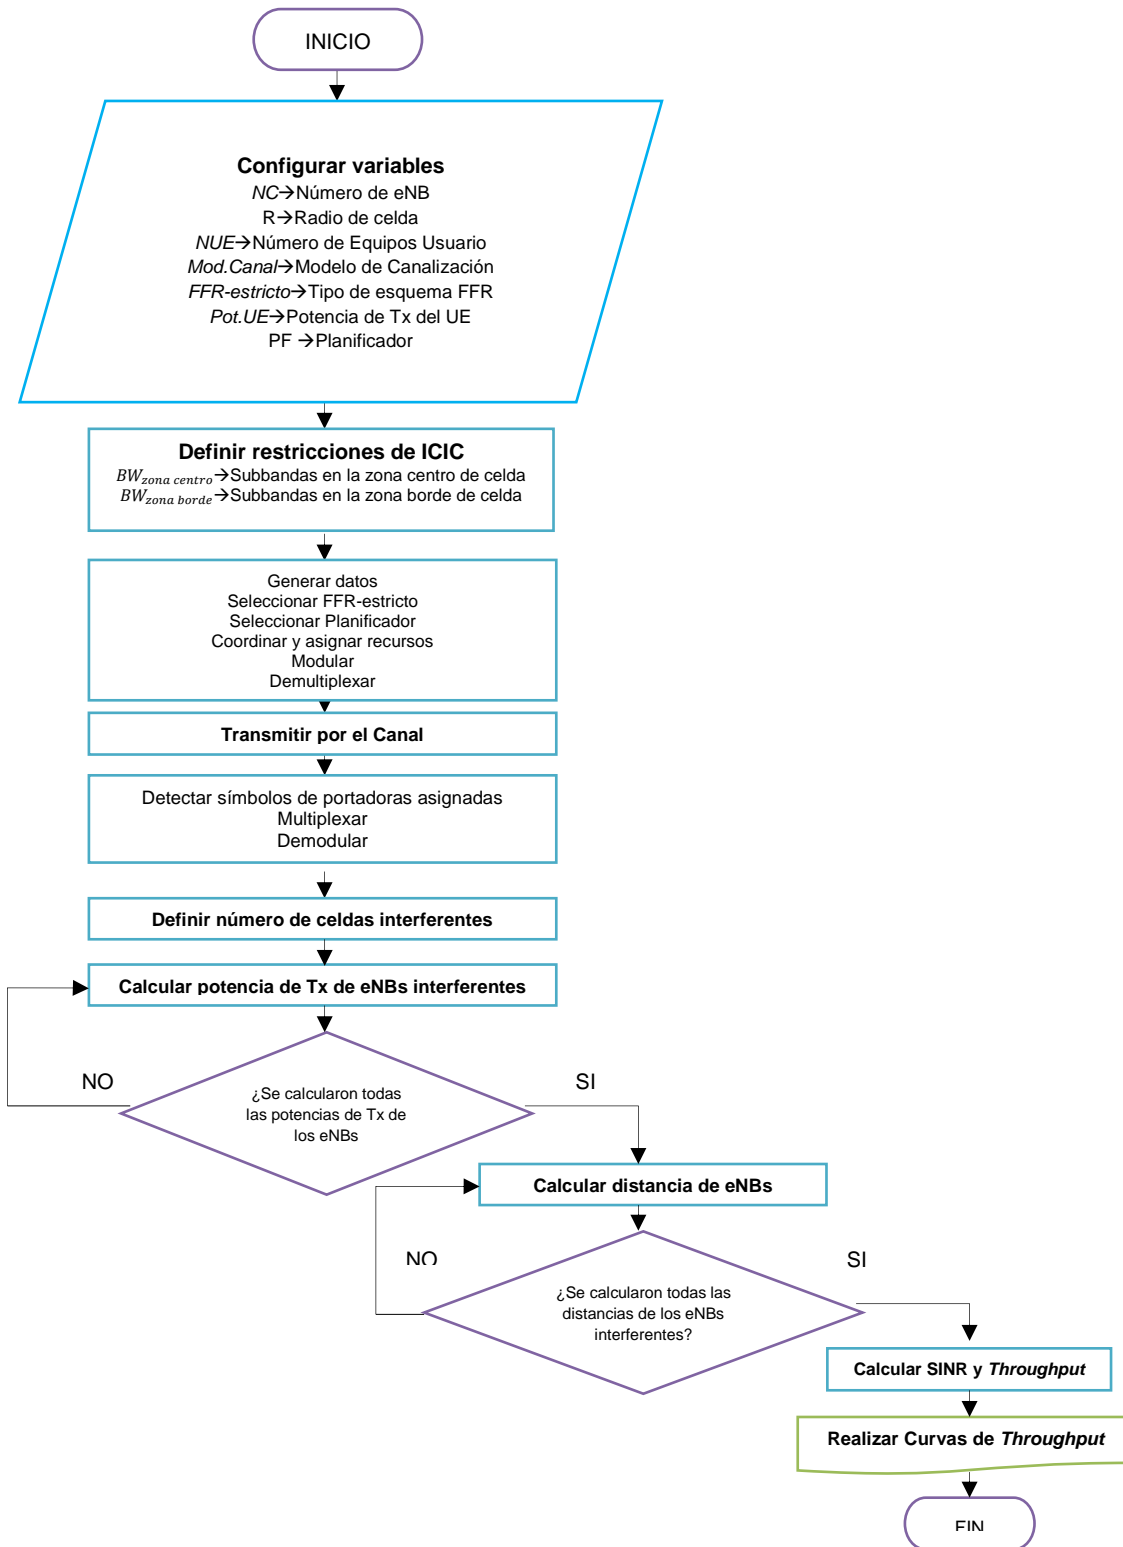 INICIO
Configurar variables
NC→Número de eNB
R→Radio de celda
NUE→Número de Equipos Usuario
Mod.Canal→Modelo de Canalización
FFR-estricto→Tipo de esquema FFR
Pot.UE→Potencia de Tx del UE
PF →Planificador
Definir restricciones de ICIC
BWzona centro→Subbandas en la zona centro de celda
BWzona borde→Subbandas en la zona borde de celda
Generar datos
Seleccionar FFR-estricto
Seleccionar Planificador
Coordinar y asignar recursos
Modular
Demultiplexar
Transmitir por el Canal
Detectar símbolos de portadoras asignadas
Multiplexar
Demodular
Definir número de celdas interferentes
Calcular potencia de Tx de eNBs interferentes
NO
SI
¿Se calcularon todas
las potencias de Tx de
los eNBs
Calcular distancia de eNBs
NO
SI
¿Se calcularon todas las
distancias de los eNBs
interferentes?
Calcular SINR y Throughput
Realizar Curvas de Throughput
FIN